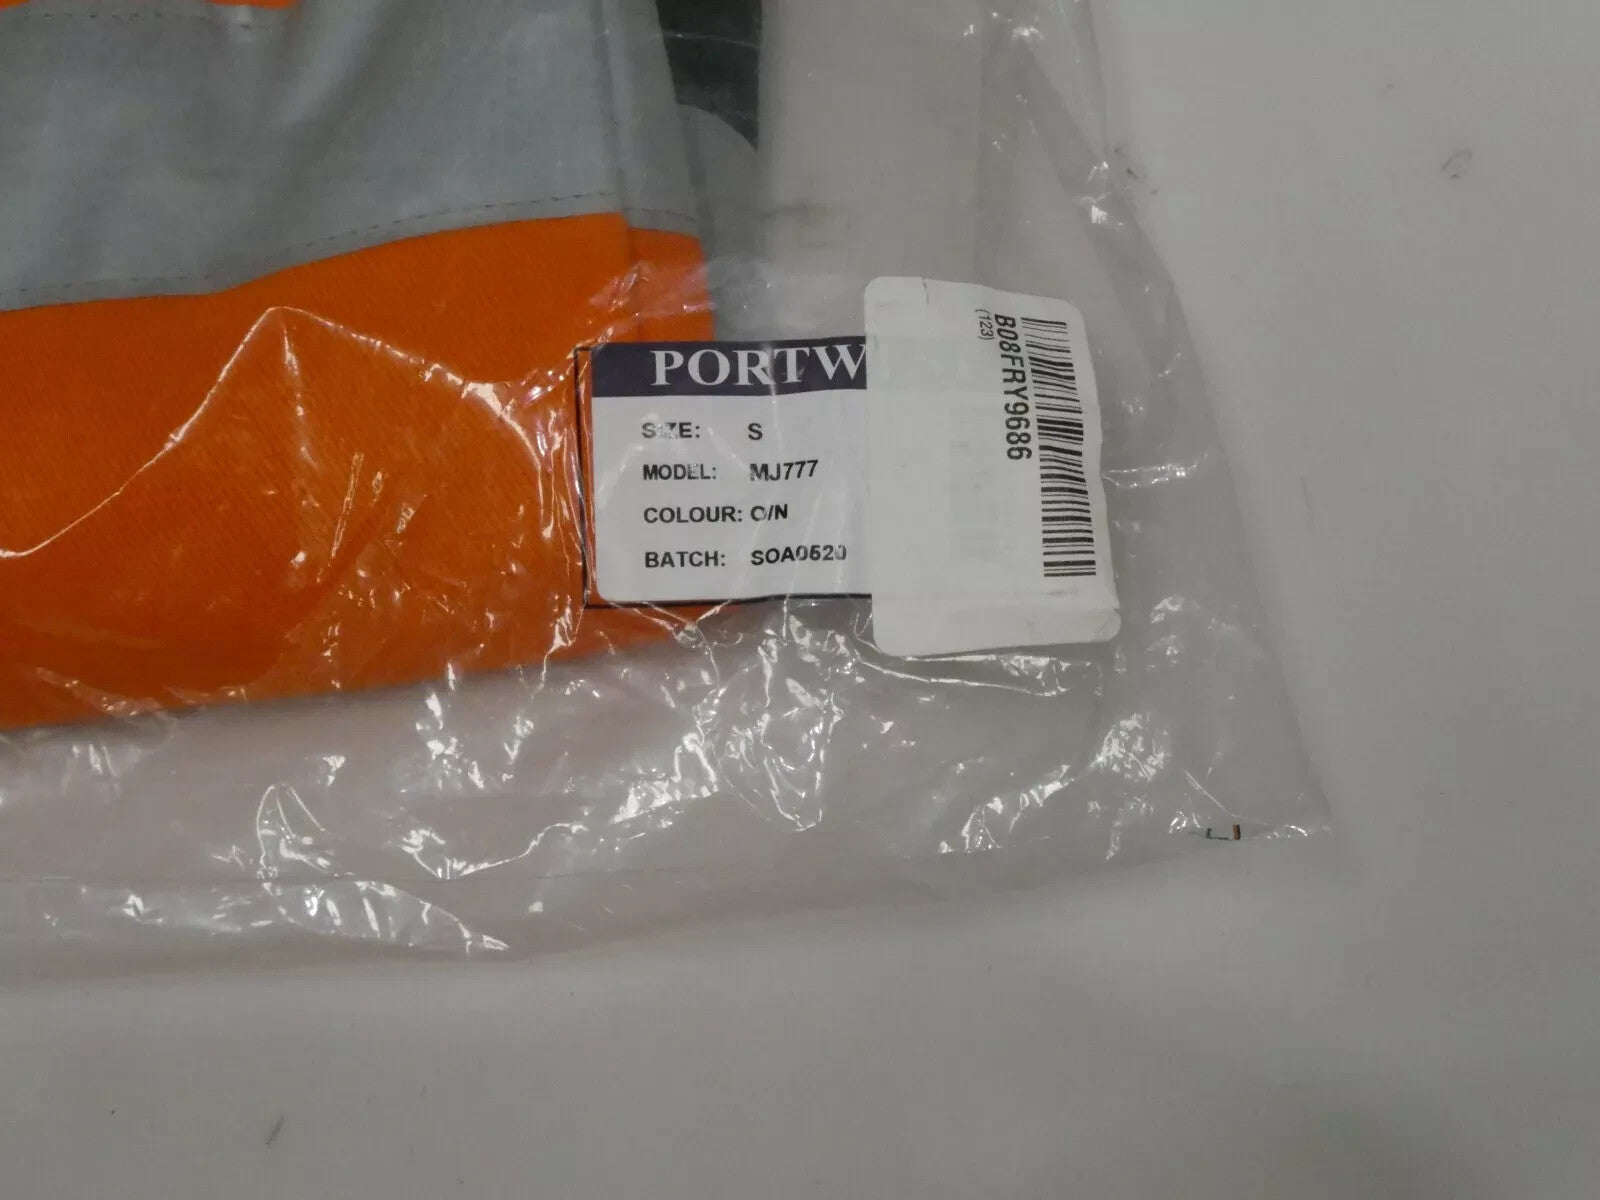 PORTW
SIZE: S
MODEL: MJ777
COLOUR: O/N
BATCH: SOA0520
B08FRY9686
(123)